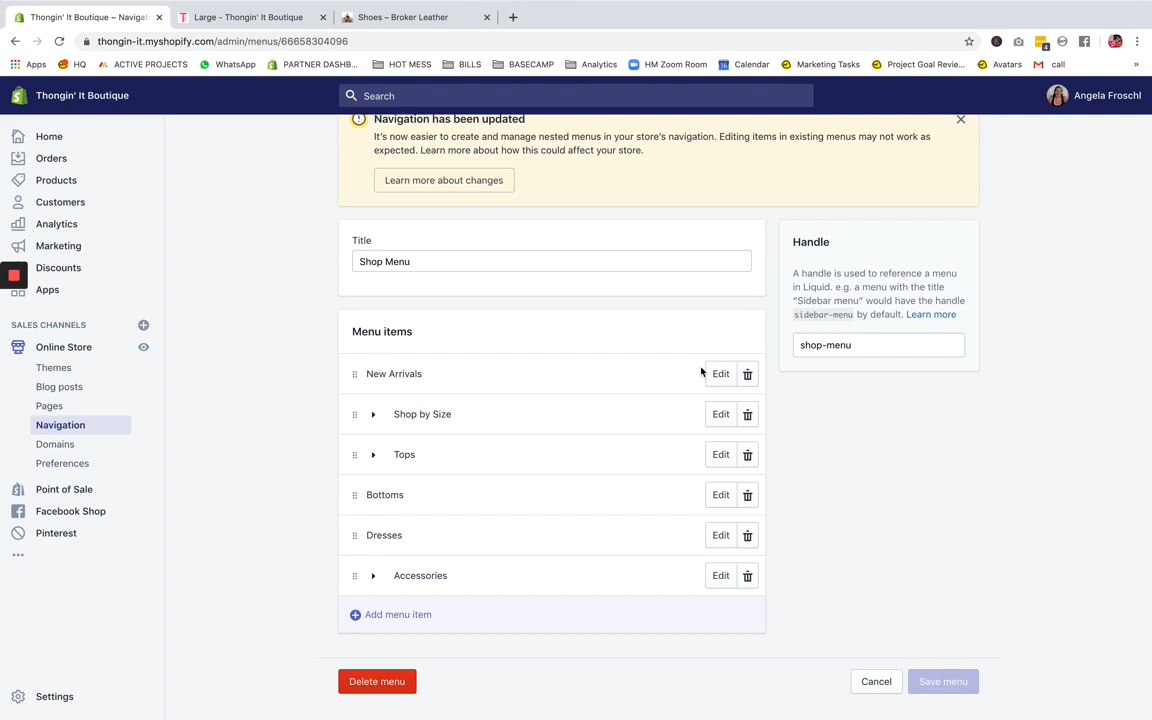 Thongin' It Boutique ~ Navigati
Large - Thongin' It Boutique
Shoes – Broker Leather
thongin-it.myshopify.com/admin/menus/66658304096
Apps
HQ
ACTIVE PROJECTS
WhatsApp
PARTNER DASHB...
HOT MESS
BILLS
BASECAMP
Analytics
HM Zoom Room
Calendar
Marketing Tasks
Project Goal Revie...
Avatars
call
»
Thongin' It Boutique
Search
Angela Froschl
Home
Orders
Products
Customers
Analytics
Marketing
Discounts
Apps
SALES CHANNELS
Online Store
Themes
Blog posts
Pages
Navigation
Domains
Preferences
Point of Sale
Facebook Shop
Pinterest
Settings
Navigation has been updated
It's now easier to create and manage nested menus in your store's navigation. Editing items in existing menus may not work as
expected. Learn more about how this could affect your store.
Learn more about changes
Title
Shop Menu
Menu items
New Arrivals
Edit
Shop by Size
Edit
Tops
Edit
Bottoms
Edit
Dresses
Edit
Accessories
Edit
Add menu item
Handle
A handle is used to reference a menu
in Liquid. e.g. a menu with the title
“Sidebar menu” would have the handle
sidebar-menu by default. Learn more
shop-menu
Delete menu
Cancel
Save menu